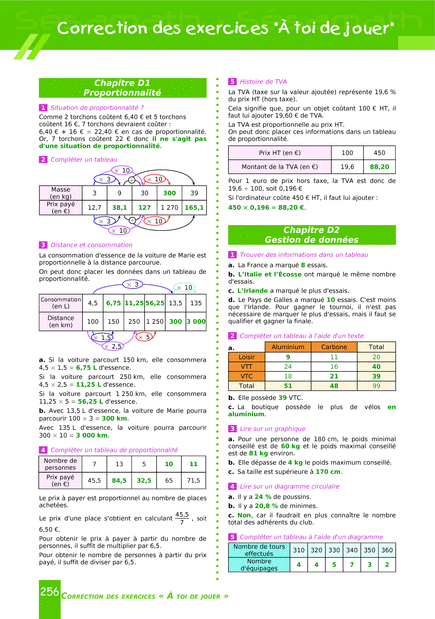 Correction des exercices "À toi de jouer"
Chapitre D1
Proportionnalité
1 Situation de proportionnalité ?
Comme 2 torchons coûtent 6,40 € et 5 torchons
coûtent 16 €, 7 torchons devraient coûter :
6,40 € + 16 € = 22,40 € en cas de proportionnalité.
Or, 7 torchons coûtent 22 € donc il ne s'agit pas
d'une situation de proportionnalité.
2 Compléter un tableau
× 10
× 3 + × 10
Masse (en kg) 3 9 30 300 39
Prix payé (en €) 12,7 38,1 127 1 270 165,1
× 3 + × 10
× 10
3 Distance et consommation
La consommation d'essence de la voiture de Marie est
proportionnelle à la distance parcourue.
On peut donc placer les données dans un tableau de
proportionnalité.
× 3 × 10
Consommation (en L) 4,5 6,75 11,25 56,25 13,5 135
Distance (en km) 100 150 250 1 250 300 3 000
× 1,5 × 5
× 2,5
a. Si la voiture parcourt 150 km, elle consommera
4,5 × 1,5 = 6,75 L d'essence.
Si la voiture parcourt 250 km, elle consommera
4,5 × 2,5 = 11,25 L d'essence.
Si la voiture parcourt 1 250 km, elle consommera
11,25 × 5 = 56,25 L d'essence.
b. Avec 13,5 L d'essence, la voiture de Marie pourra
parcourir 100 × 3 = 300 km.
Avec 135 L d'essence, la voiture pourra parcourir
300 × 10 = 3 000 km.
4 Compléter un tableau de proportionnalité
Nombre de personnes 7 13 5 10 11
Prix payé (en €) 45,5 84,5 32,5 65 71,5
Le prix à payer est proportionnel au nombre de places
achetées.
Le prix d'une place s'obtient en calculant 45,5/7 , soit
6,50 €.
Pour obtenir le prix à payer à partir du nombre de
personnes, il suffit de multiplier par 6,5.
Pour obtenir le nombre de personnes à partir du prix
payé, il suffit de diviser par 6,5.
5 Histoire de TVA
La TVA (taxe sur la valeur ajoutée) représente 19,6 %
du prix HT (hors taxe).
Cela signifie que, pour un objet coûtant 100 € HT, il
faut lui ajouter 19,60 € de TVA.
La TVA est proportionnelle au prix HT.
On peut donc placer ces informations dans un tableau
de proportionnalité.
Prix HT (en €) 100 450
Montant de la TVA (en €) 19,6 88,20
Pour 1 euro de prix hors taxe, la TVA est donc de
19,6 ÷ 100, soit 0,196 €
Si l'ordinateur coûte 450 € HT, il faut lui ajouter :
450 × 0,196 = 88,20 €.
Chapitre D2
Gestion de données
1 Trouver des informations dans un tableau
a. La France a marqué 8 essais.
b. L'Italie et l'Écosse ont marqué le même nombre
d'essais.
c. L'Irlande a marqué le plus d'essais.
d. Le Pays de Galles a marqué 10 essais. C'est moins
que l'Irlande. Pour gagner le tournoi, il n'est pas
nécessaire de marquer le plus d'essais, mais il faut se
qualifier et gagner la finale.
2 Compléter un tableau à l'aide d'un texte.
a. Aluminium Carbone Total
Loisir 9 11 20
VTT 24 16 40
VTC 18 21 39
Total 51 48 99
b. Elle possède 39 VTC.
c. La boutique possède le plus de vélos en
aluminium.
3 Lire sur un graphique
a. Pour une personne de 180 cm, le poids minimal
conseillé est de 60 kg et le poids maximal conseillé
est de 81 kg environ.
b. Elle dépasse de 4 kg le poids maximum conseillé.
c. Sa taille est supérieure à 170 cm.
4 Lire sur un diagramme circulaire
a. Il y a 24 % de poussins.
b. Il y a 20,8 % de minimes.
c. Non, car il faudrait en plus connaître le nombre
total des adhérents du club.
5 Compléter un tableau à l'aide d'un diagramme
Nombre de tours effectués 310 320 330 340 350 360
Nombre d'équipages 4 4 5 7 3 2
256 CORRECTION DES EXERCICES « À TOI DE JOUER »